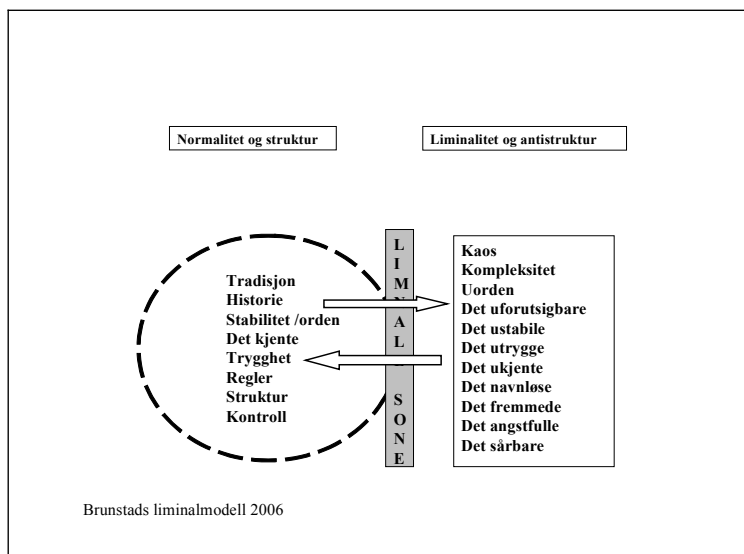 Normalitet og struktur
Liminalitet og antistruktur
Tradisjon
Historie
Stabilitet /orden
Det kjente
Trygghet
Regler
Struktur
Kontroll
L
I
M
N
A
L
E
S
O
N
E
Kaos
Kompleksitet
Uorden
Det uforutsigbare
Det ustabile
Det utrygge
Det ukjente
Det navnløse
Det fremmede
Det angstfulle
Det sårbare
Brunstads liminalmodell 2006